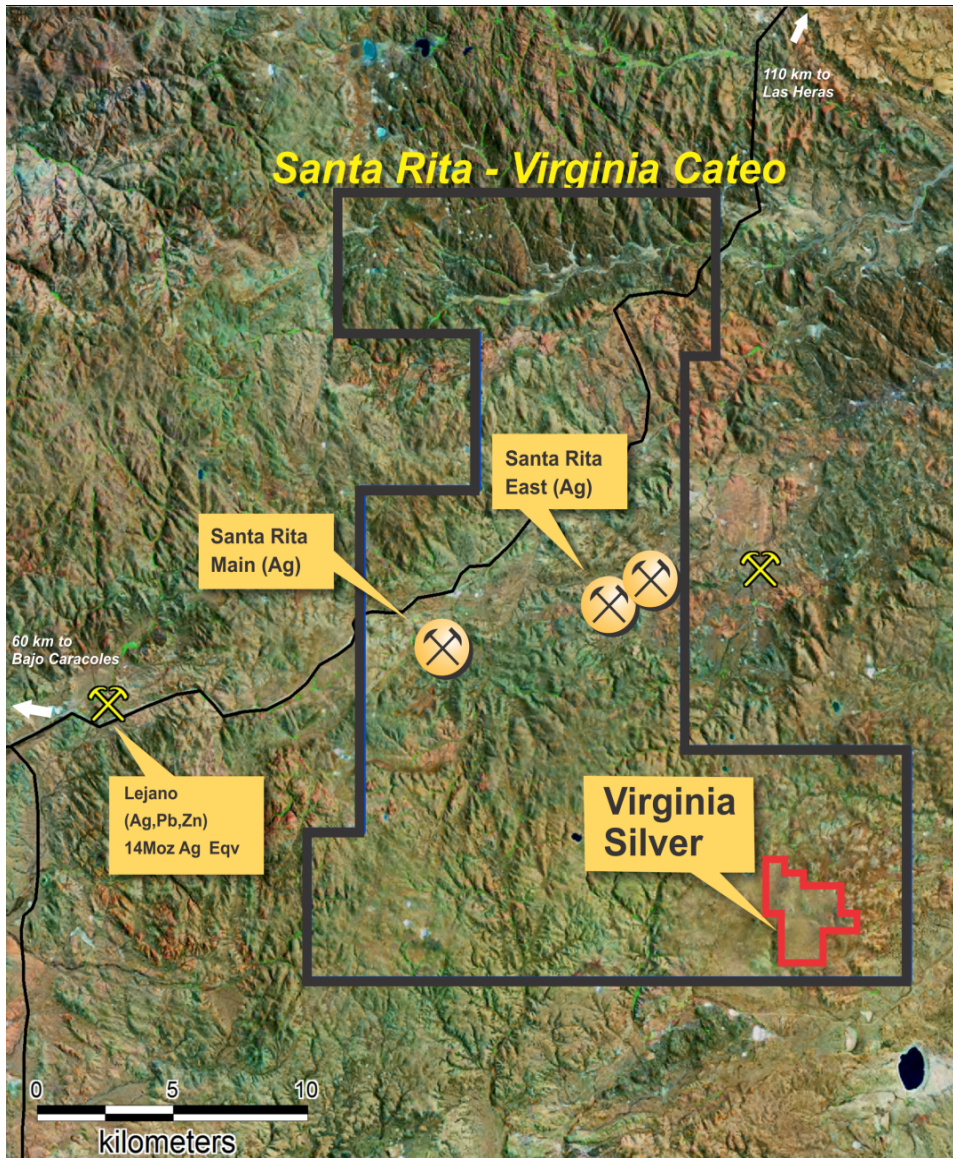 110 km to
Las Heras
Santa Rita - Virginia Cateo
Santa Rita
East (Ag)
Santa Rita
Main (Ag)
60 km to
Bajo Caracoles
Lejano
(Ag,Pb,Zn)
14Moz Ag Eqv
Virginia
Silver
0 5 10
kilometers